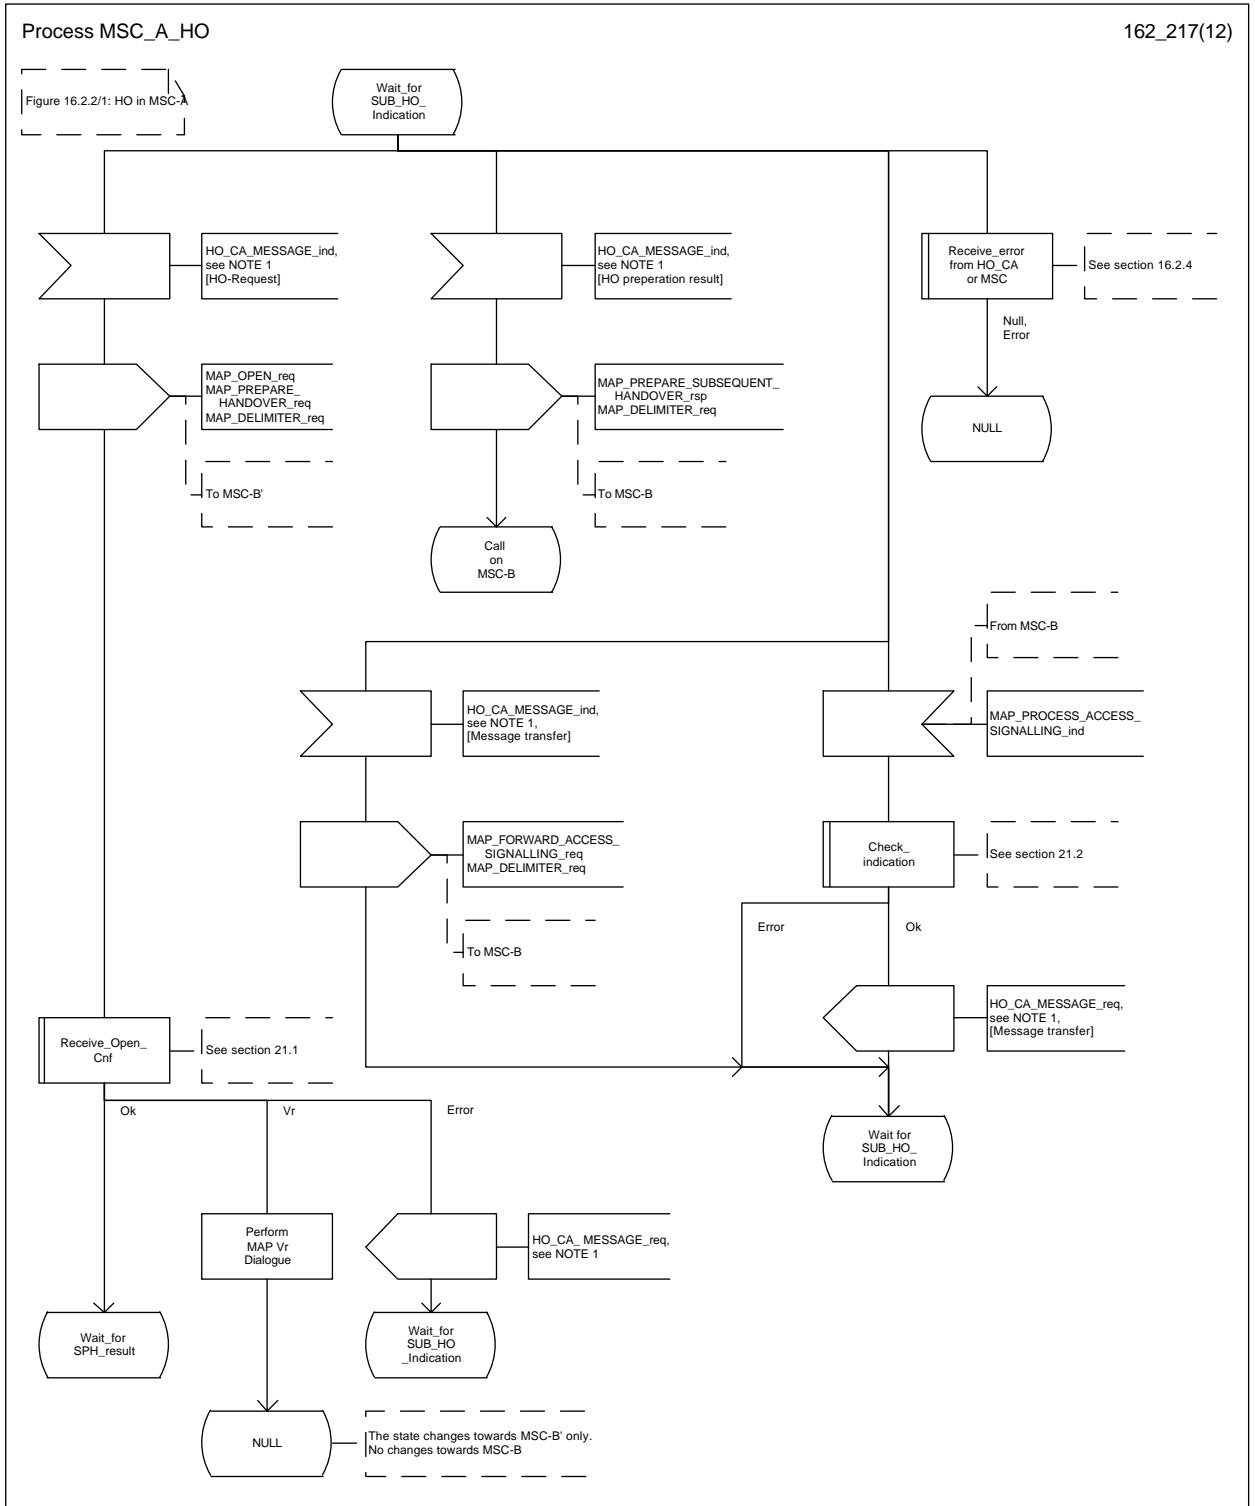 Process MSC_A_HO
162_217(12)
Figure 16.2.2/1: HO in MSC-A
Wait_for
SUB_HO_
Indication
HO_CA_MESSAGE_ind,
see NOTE 1
[HO-Request]
HO_CA_MESSAGE_ind,
see NOTE 1
[HO preperation result]
Receive_error
from HO_CA
or MSC
See section 16.2.4
Null,
Error
MAP_OPEN_req
MAP_PREPARE_
HANDOVER_req
MAP_DELIMITER_req
MAP_PREPARE_SUBSEQUENT_
HANDOVER_rsp
MAP_DELIMITER_req
NULL
To MSC-B'
To MSC-B
Call
on
MSC-B
From MSC-B
HO_CA_MESSAGE_ind,
see NOTE 1,
[Message transfer]
MAP_PROCESS_ACCESS_
SIGNALLING_ind
MAP_FORWARD_ACCESS_
SIGNALLING_req
MAP_DELIMITER_req
Check_
indication
See section 21.2
Error
Ok
To MSC-B
HO_CA_MESSAGE_req,
see NOTE 1,
[Message transfer]
Receive_Open_
Cnf
See section 21.1
Ok
Vr
Error
Wait for
SUB_HO_
Indication
Perform
MAP Vr
Dialogue
HO_CA_ MESSAGE_req,
see NOTE 1
Wait_for
SPH_result
Wait_for
SUB_HO
_Indication
NULL
The state changes towards MSC-B' only.
No changes towards MSC-B